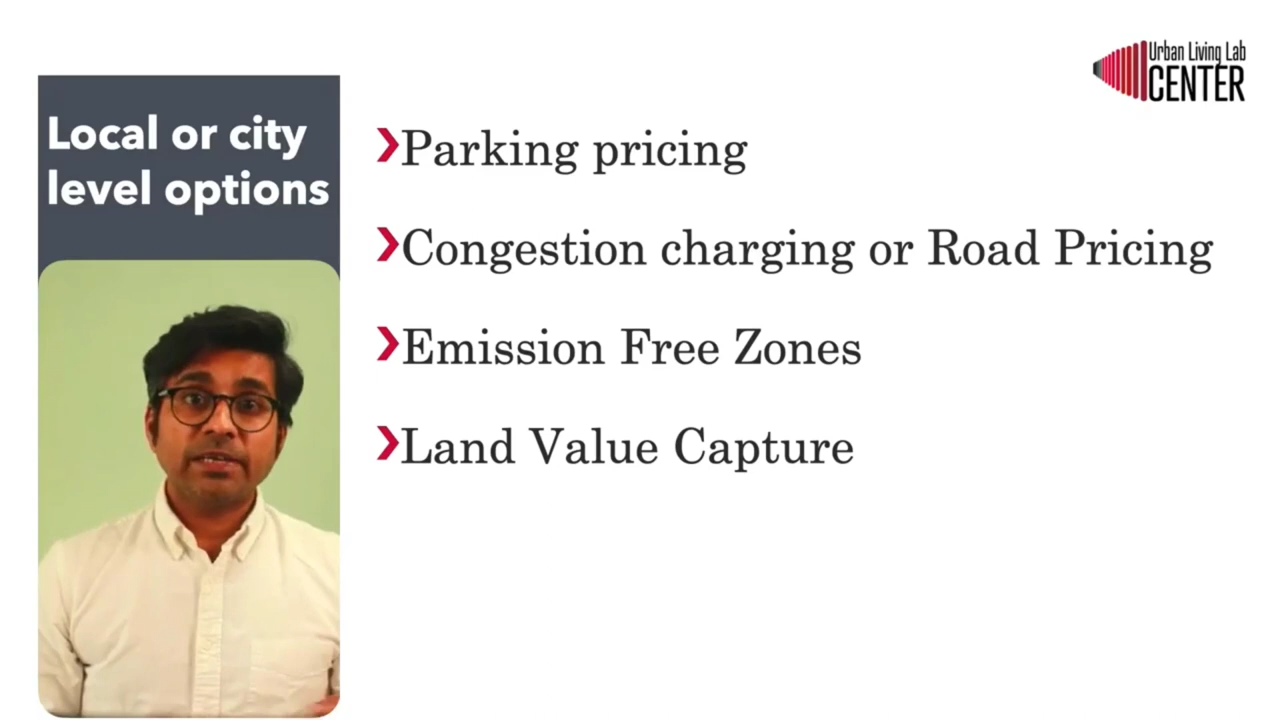 Urban Living Lab
CENTER
Local or city
level options
Parking pricing
Congestion charging or Road Pricing
Emission Free Zones
Land Value Capture